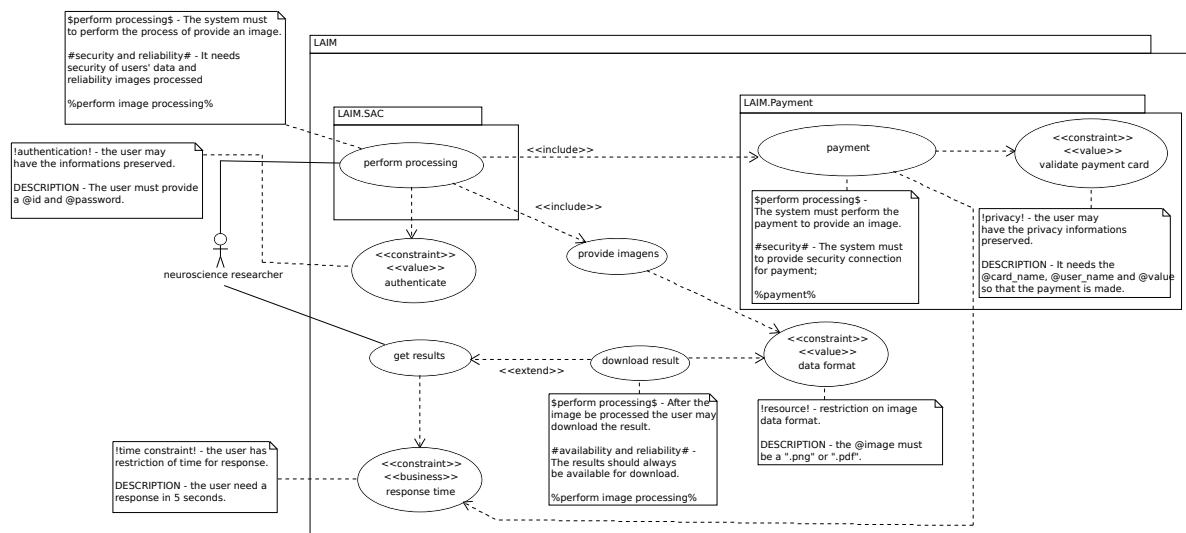 $perform processing$ - The system must
to perform the process of provide an image.
#security and reliability# - It needs
security of users' data and
reliability images processed
%perform image processing%
LAIM
LAIM.SAC
LAIM.Payment
!authentication! - the user may
have the informations preserved.
DESCRIPTION - The user must provide
a @id and @password.
perform processing
<<include>>
payment
<<constraint>>
<<value>>
validate payment card
<<include>>
$perform processing$ -
The system must perform the
payment to provide an image.
#security# - The system must
to provide security connection
for payment;
%payment%
!privacy! - the user may
have the privacy informations
preserved.
DESCRIPTION - It needs the
@card_name, @user_name and @value
so that the payment is made.
neuroscience researcher
<<constraint>>
<<value>>
authenticate
provide imagens
get results
<<extend>>
download result
<<constraint>>
<<value>>
data format
$perform processing$ - After the
image be processed the user may
download the result.
#availability and reliability# -
The results should always
be available for download.
%perform image processing%
!resource! - restriction on image
data format.
DESCRIPTION - the @image must
be a ".png" or ".pdf".
!time constraint! - the user has
restriction of time for response.
DESCRIPTION - the user need a
response in 5 seconds.
<<constraint>>
<<business>>
response time